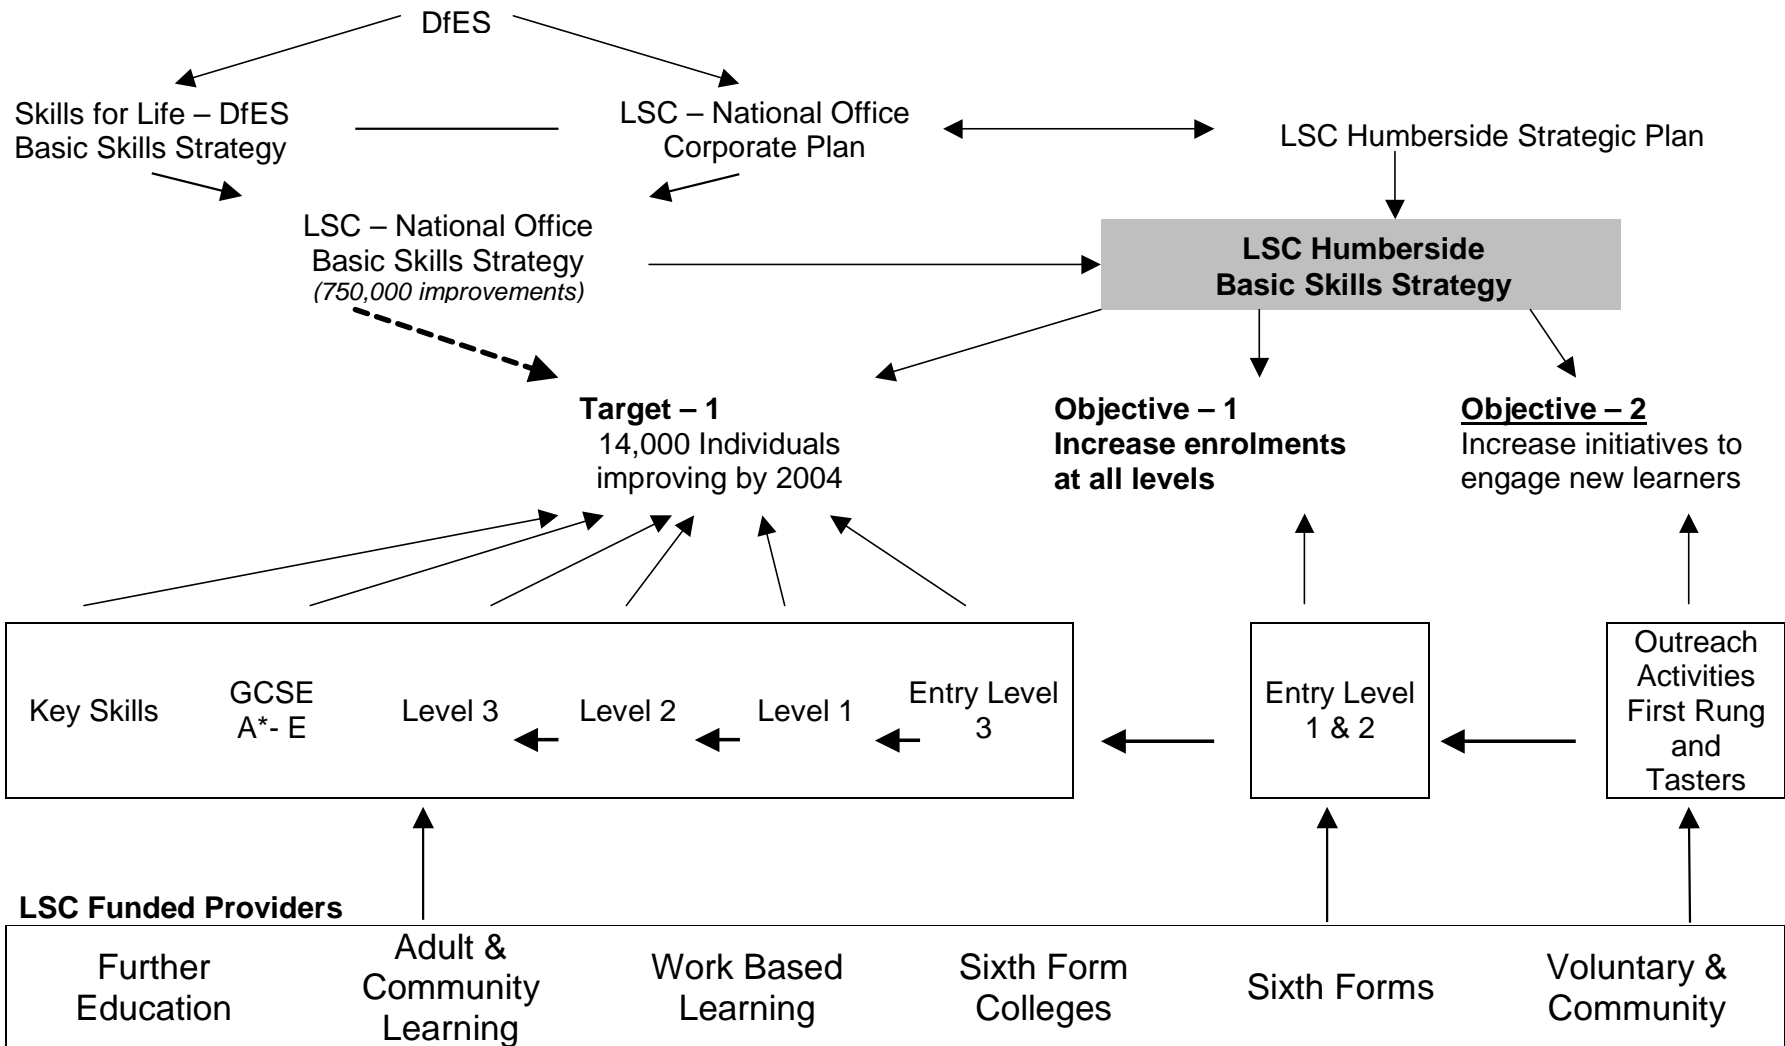 DfES
Skills for Life – DfES
Basic Skills Strategy
LSC – National Office
Corporate Plan
LSC Humberside Strategic Plan
LSC – National Office
Basic Skills Strategy
(750,000 improvements)
LSC Humberside
Basic Skills Strategy
Target – 1
14,000 Individuals
improving by 2004
Objective – 1
Increase enrolments
at all levels
Objective – 2
Increase initiatives to
engage new learners
Key Skills
GCSE
A*- E
Level 3
Level 2
Level 1
Entry Level
3
Entry Level
1 & 2
Outreach
Activities
First Rung
and
Tasters
LSC Funded Providers
Further
Education
Adult &
Community
Learning
Work Based
Learning
Sixth Form
Colleges
Sixth Forms
Voluntary &
Community